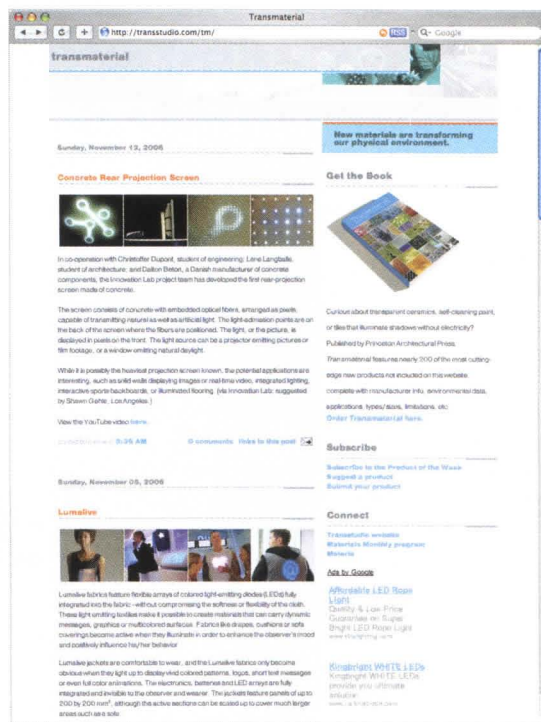 Transmaterial
http://transstudio.com/tm/
RSS
Google
transmaterial
New materials are transforming
our physical environment.
Sunday, November 12, 2006
Concrete Rear Projection Screen
In co-operation with Christoffer Dupont, student of engineering; Lene Langballe,
student of architecture; and Dalton Beton, a Danish manufacturer of concrete
components, the Innovation Lab project team has developed the first rear-projection
screen made of concrete.
The screen consists of concrete with embedded optical fibres, arranged as pixels,
capable of transmitting natural as well as artificial light. The light-admission points are on
the back of the screen where the fibers are positioned. The light, or the picture, is
displayed in pixels on the front. The light source can be a projector emitting pictures or
film footage, or a window emitting natural daylight.
While it is possibly the heaviest projection screen known, the potential applications are
interesting, such as solid walls displaying images or real-time video, integrated lighting,
interactive sports backboards, or illuminated flooring. (via Innovation Lab; suggested
by Shawn Gehle, Los Angeles.)
View the YouTube video here.
9:35 AM
0 comments links to this post
Sunday, November 05, 2006
Lumalive
Lumalive fabrics feature flexible arrays of colored light-emitting diodes (LEDs) fully
integrated into the fabric -without compromising the softness or flexibility of the cloth.
These light emitting textiles make it possible to create materials that can carry dynamic
messages, graphics or multicolored surfaces. Fabrics like drapes, cushions or sofa
coverings become active when they illuminate in order to enhance the observer's mood
and positively influence his/her behavior.
Lumalive jackets are comfortable to wear, and the Lumalive fabrics only become
obvious when they light up to display vivid colored patterns, logos, short text messages
or even full color animations. The electronics, batteries and LED arrays are fully
integrated and invisible to the observer and wearer. The jackets feature panels of up to
200 by 200 mm², although the active sections can be scaled up to cover much larger
areas such as a sofa
Get the Book
Curious about transparent ceramics, self-cleaning paint,
or tiles that illuminate shadows without electricity?
Published by Princeton Architectural Press,
Transmaterial features nearly 200 of the most cutting-
edge new products not included on this website
complete with manufacturer info, environmental data,
applications, types/sizes, limitations, etc.
Order Transmaterial here.
Subscribe
Subscribe to the Product of the Week
Suggest a product
Submit your product
Connect
Transstudio website
Materials Monthly program
Materia
Ads by Google
Affordable LED Rope
Light
Quality & Low Price
Guarantee on Super
Bright LED Rope Light
Kingbright WHITE LEDs
Kingbright WHITE LEDs
provide you ultimate